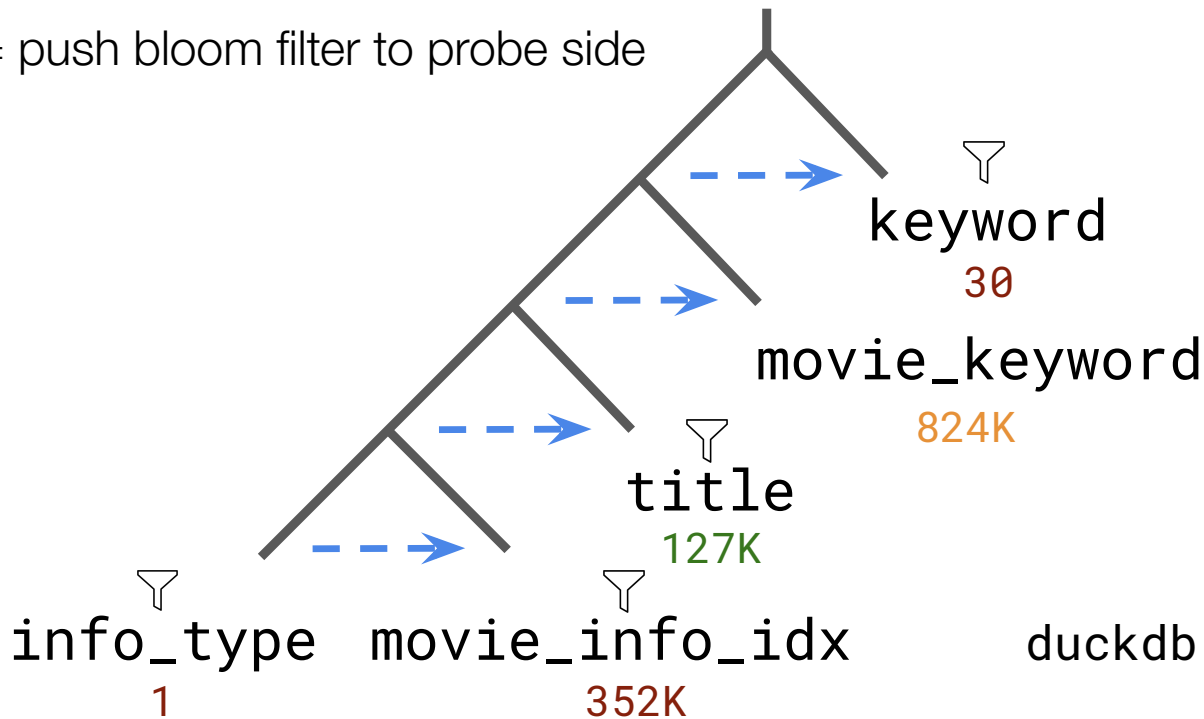 = push bloom filter to probe side
keyword
30
movie_keyword
824K
title
127K
info_type
1
movie_info_idx
352K
duckdb